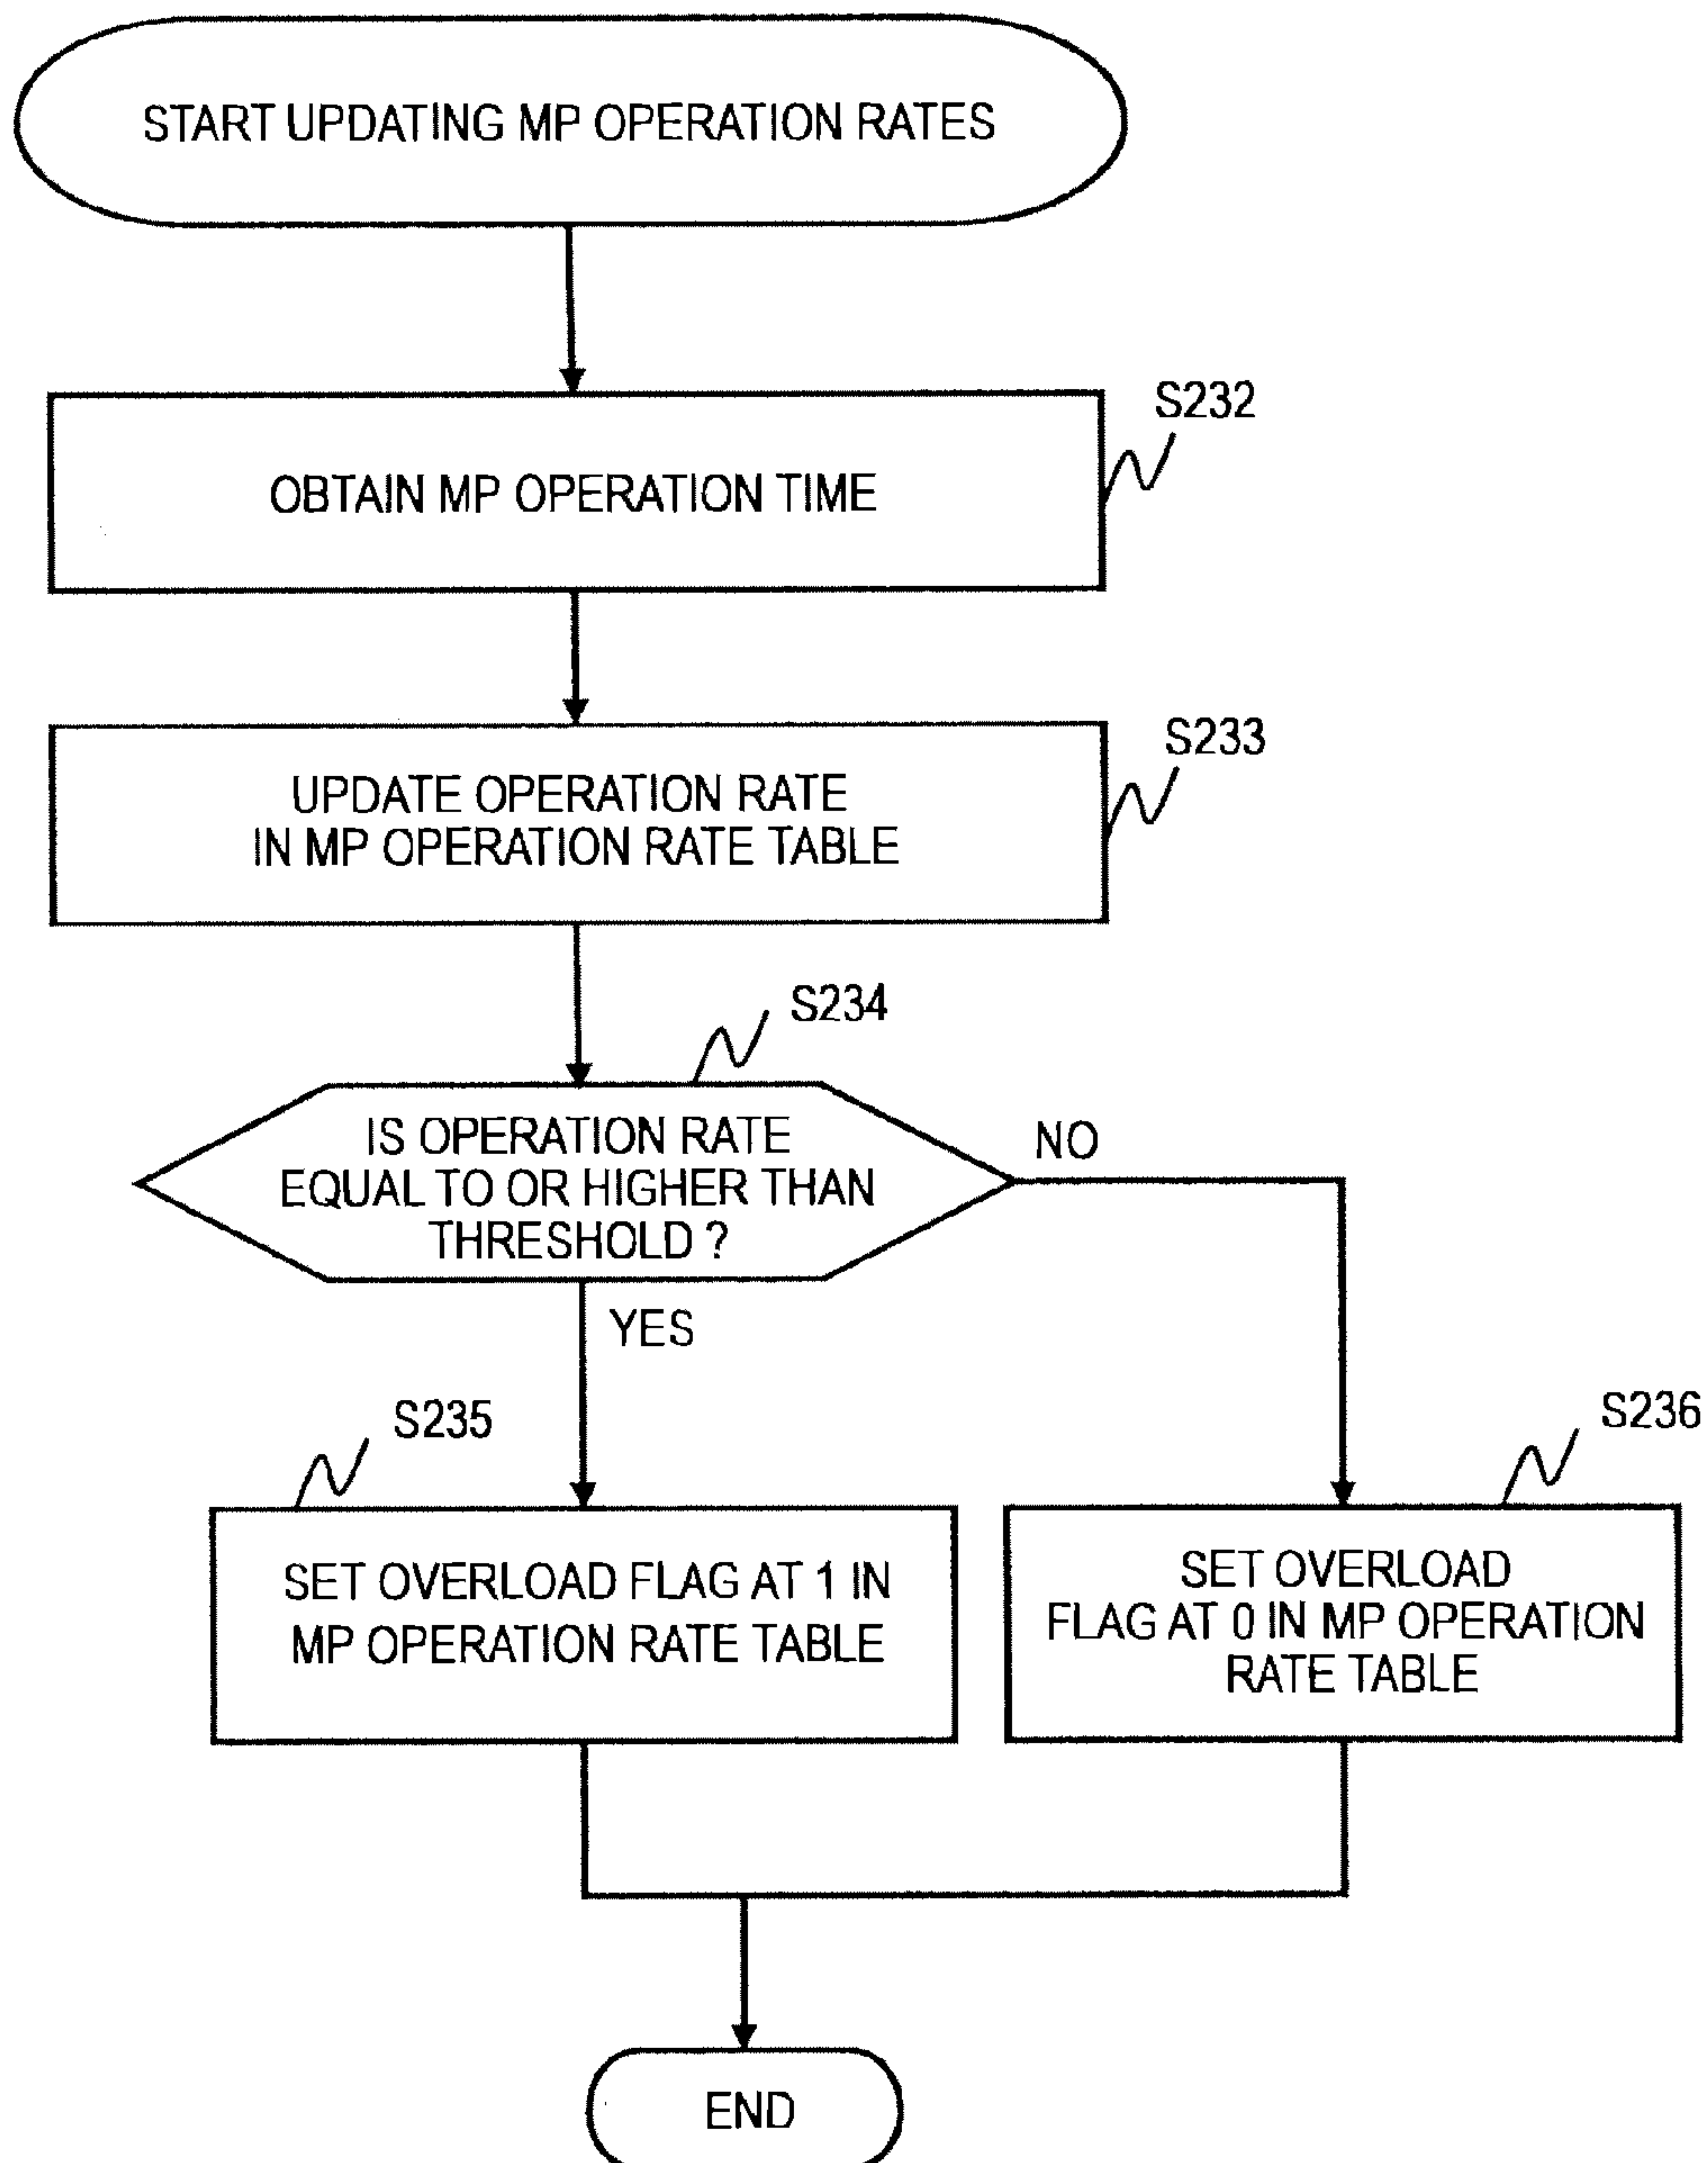 START UPDATING MP OPERATION RATES
S232
OBTAIN MP OPERATION TIME
S233
UPDATE OPERATION RATE
IN MP OPERATION RATE TABLE
S234
IS OPERATION RATE
EQUAL TO OR HIGHER THAN
THRESHOLD ?
NO
YES
S235
SET OVERLOAD FLAG AT 1 IN
MP OPERATION RATE TABLE
S236
SET OVERLOAD
FLAG AT 0 IN MP OPERATION
RATE TABLE
END